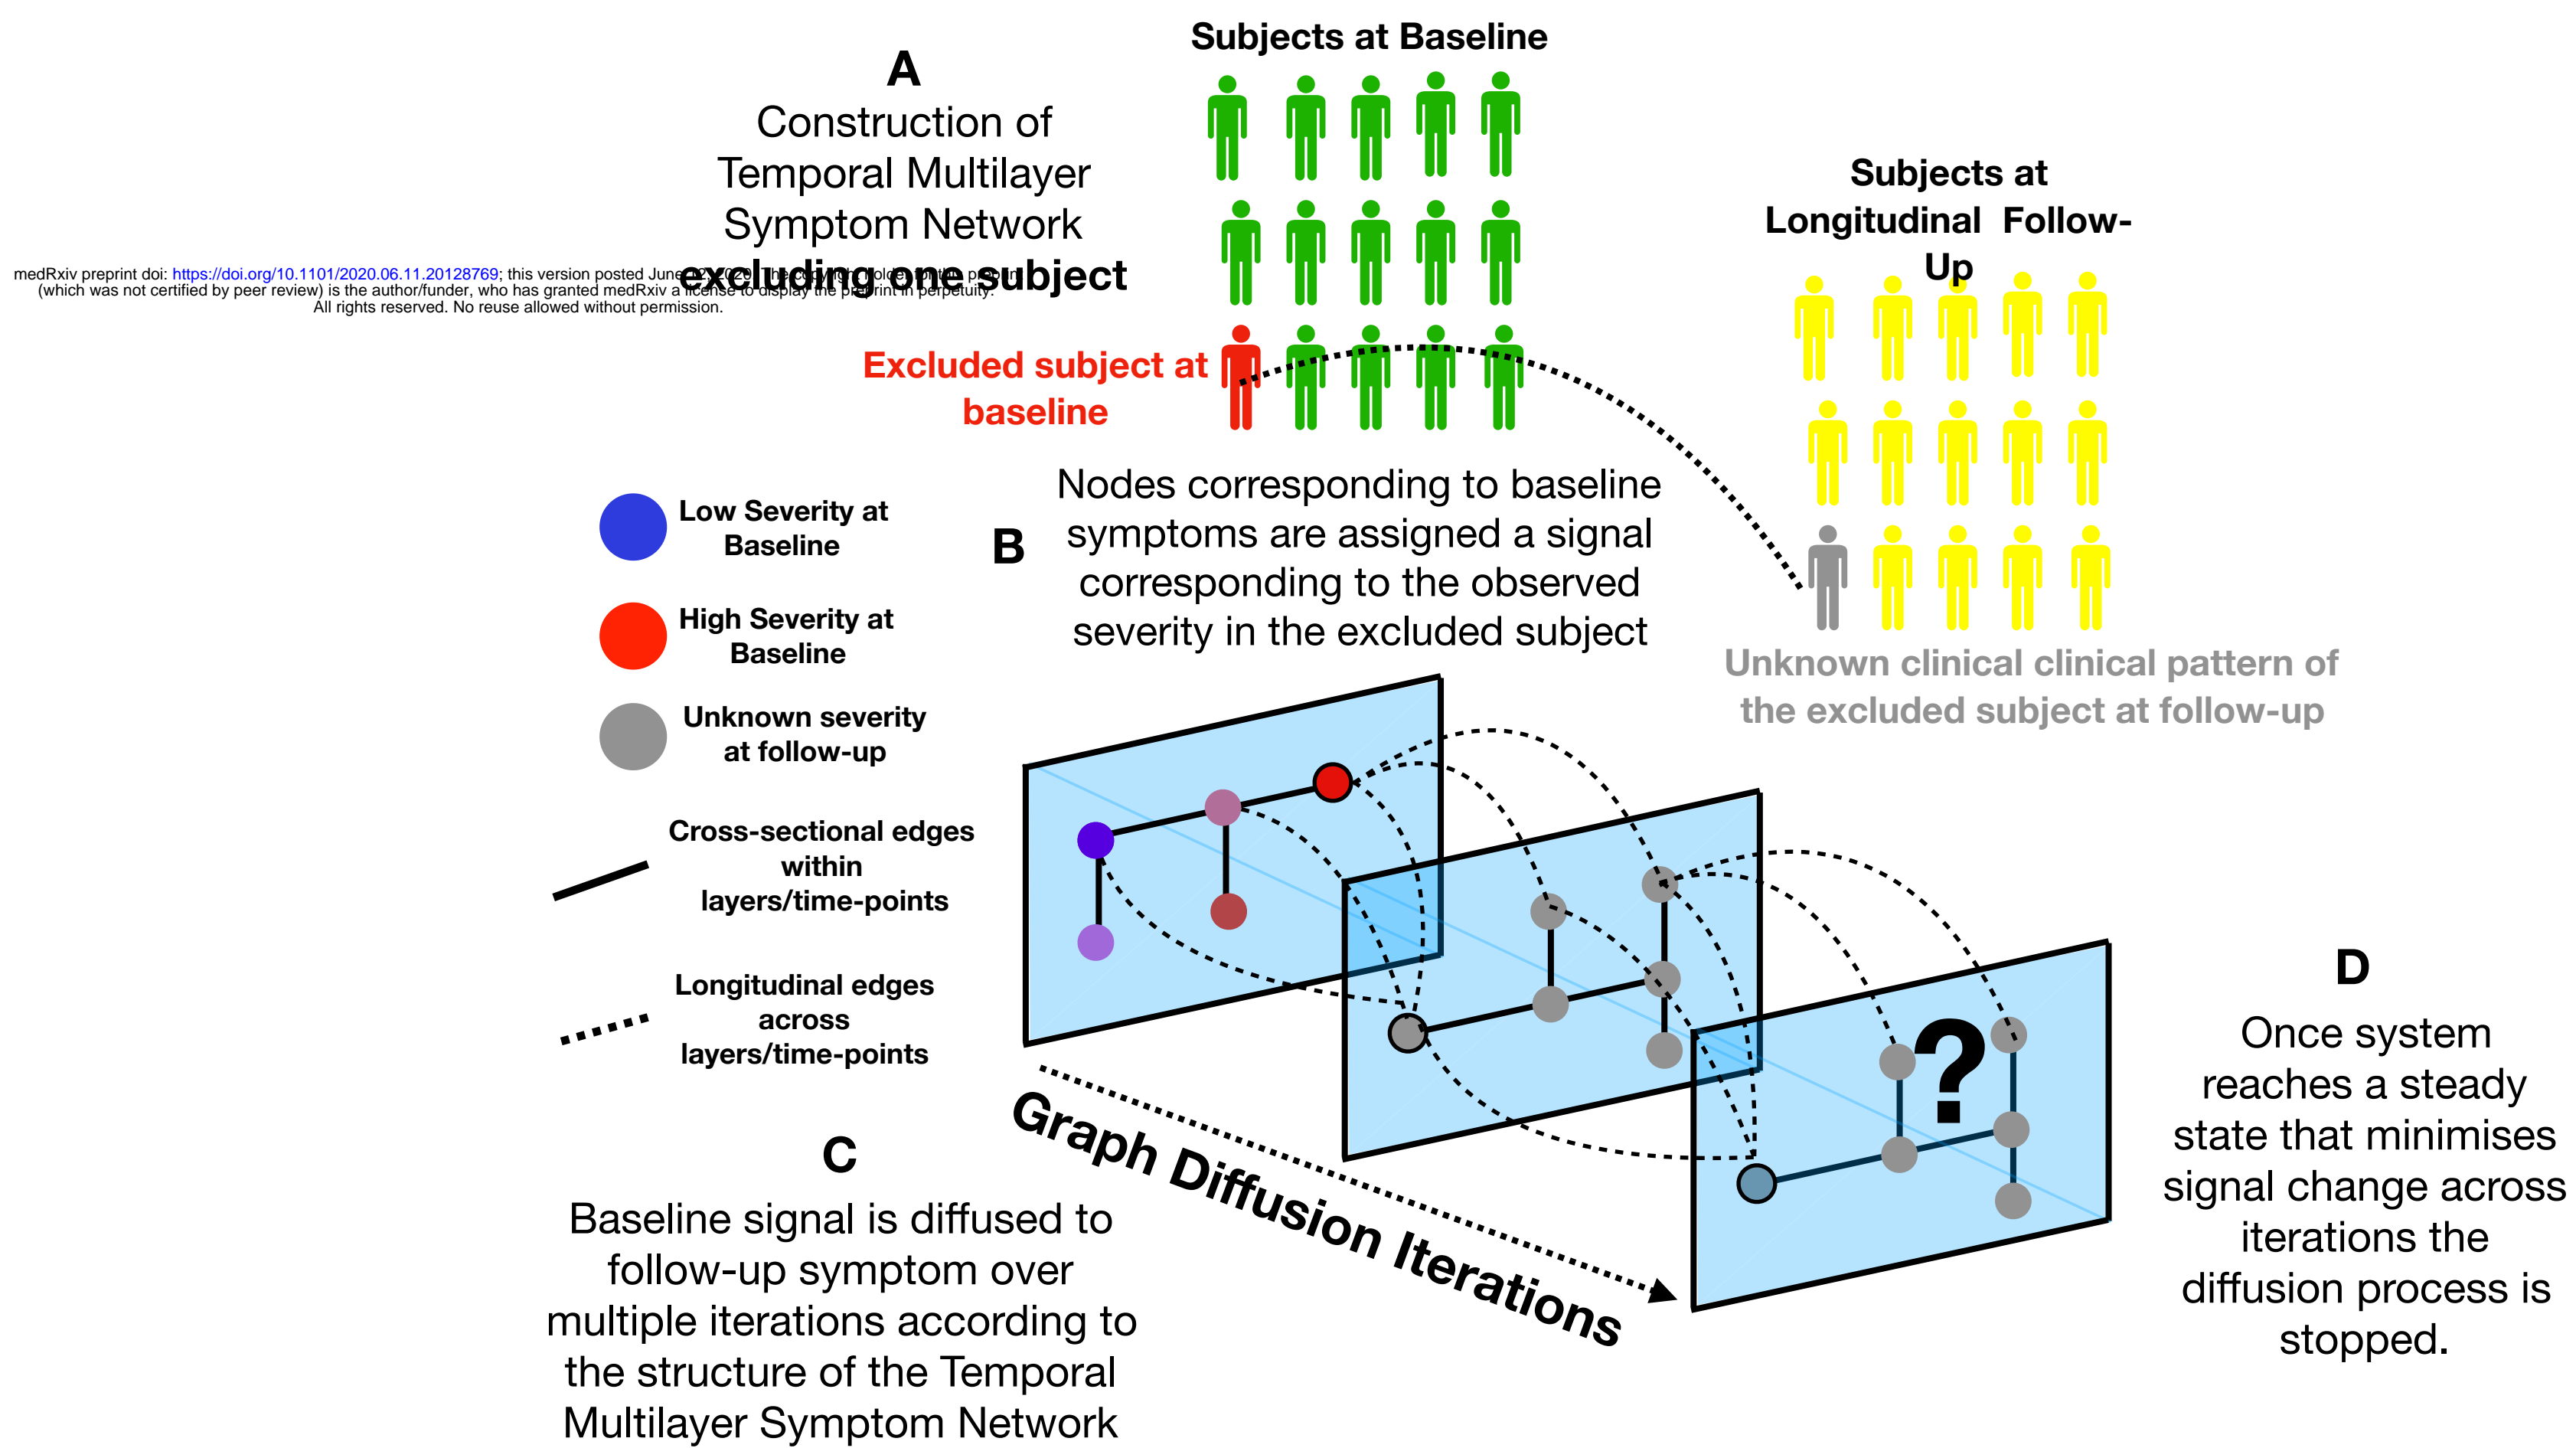 Subjects at Baseline
A
Construction of
Temporal Multilayer
Symptom Network
excluding one subject
medRxiv preprint doi: https://doi.org/10.1101/2020.06.11.20128769; this version posted June 12, 2020. The copyright holder for this preprint
(which was not certified by peer review) is the author/funder, who has granted medRxiv a license to display the preprint in perpetuity.
All rights reserved. No reuse allowed without permission.
Subjects at
Longitudinal Follow-
Up
Excluded subject at
baseline
Low Severity at
Baseline
High Severity at
Baseline
Unknown severity
at follow-up
Cross-sectional edges
within
layers/time-points
Longitudinal edges
across
layers/time-points
B
Nodes corresponding to baseline
symptoms are assigned a signal
corresponding to the observed
severity in the excluded subject
Unknown clinical clinical pattern of
the excluded subject at follow-up
?
Graph Diffusion Iterations
C
Baseline signal is diffused to
follow-up symptom over
multiple iterations according to
the structure of the Temporal
Multilayer Symptom Network
D
Once system
reaches a steady
state that minimises
signal change across
iterations the
diffusion process is
stopped.